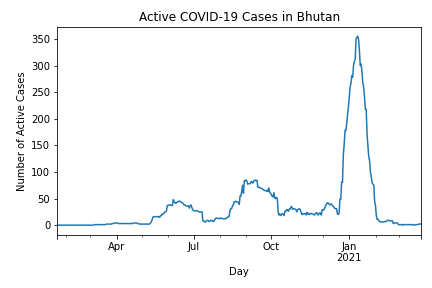 Active COVID-19 Cases in Bhutan
350
300
250
200
150
100
50
0
Number of Active Cases
Apr
Jul
Oct
Jan
2021
Day